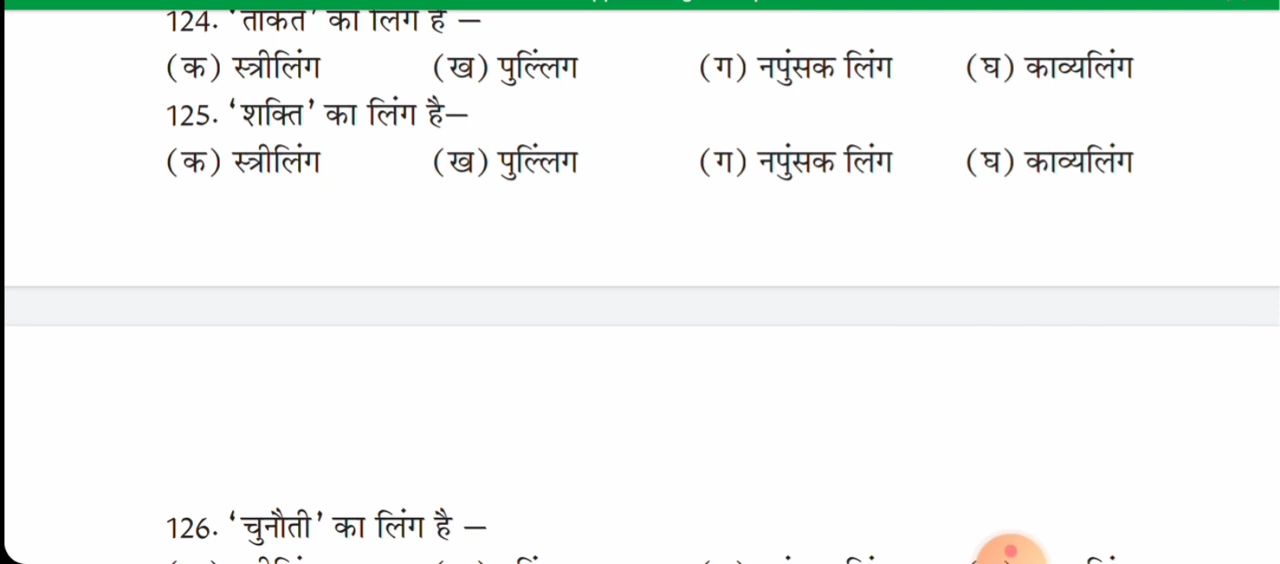 124. 'ताकत' का लिंग है –
(क) स्त्रीलिंग (ख) पुल्लिंग (ग) नपुंसक लिंग (घ) काव्यलिंग
125. 'शक्ति' का लिंग है–
(क) स्त्रीलिंग (ख) पुल्लिंग (ग) नपुंसक लिंग (घ) काव्यलिंग
126. 'चुनौती' का लिंग है –